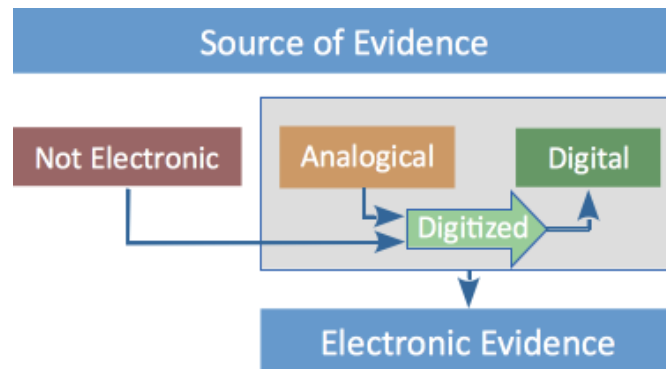 Source of Evidence
Not Electronic
Analogical
Digital
Digitized
Electronic Evidence